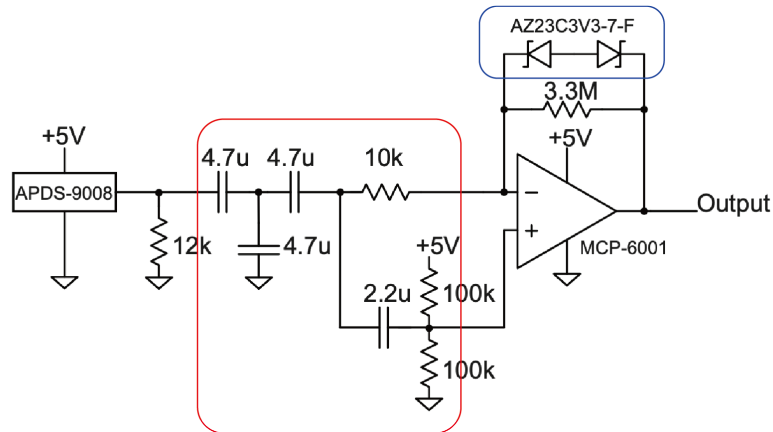 AZ23C3V3-7-F
3.3M
+5V
+5V
4.7u 4.7u 10k
APDS-9008
−
Output
12k
4.7u
+
+5V
MCP-6001
2.2u
100k
100k